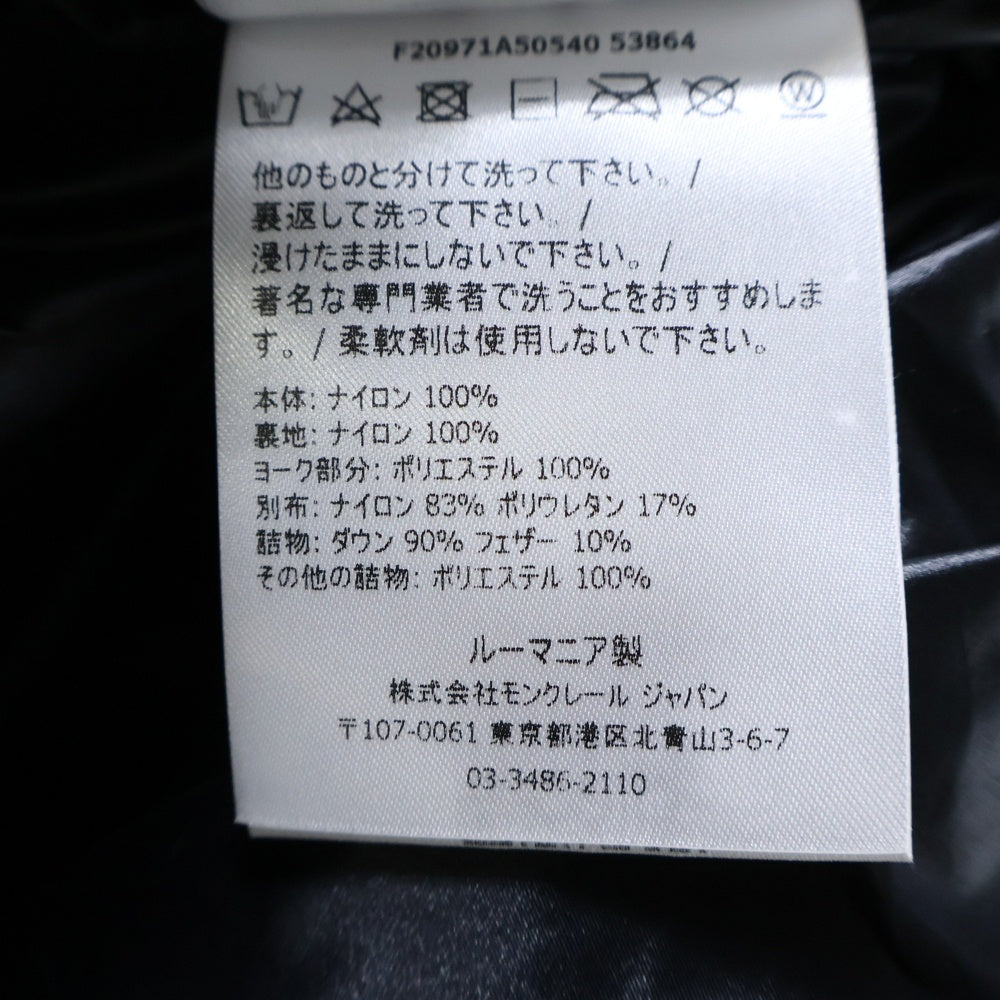 F20971A50540 53864
W
他のものと分けて洗って下さい。/
裏返して洗って下さい。/
浸けたままにしないで下さい。/
著名な専門業者で洗うことをおすすめしま
す。/ 柔軟剤は使用しないで下さい。
本体: ナイロン 100%
裏地: ナイロン 100%
ヨーク部分: ポリエステル 100%
別布: ナイロン 83% ポリウレタン 17%
詰物: ダウン 90% フェザー 10%
その他の詰物: ポリエステル 100%
ルーマニア製
株式会社モンクレール ジャパン
〒107-0061 東京都港区北青山3-6-7
03-3486-2110